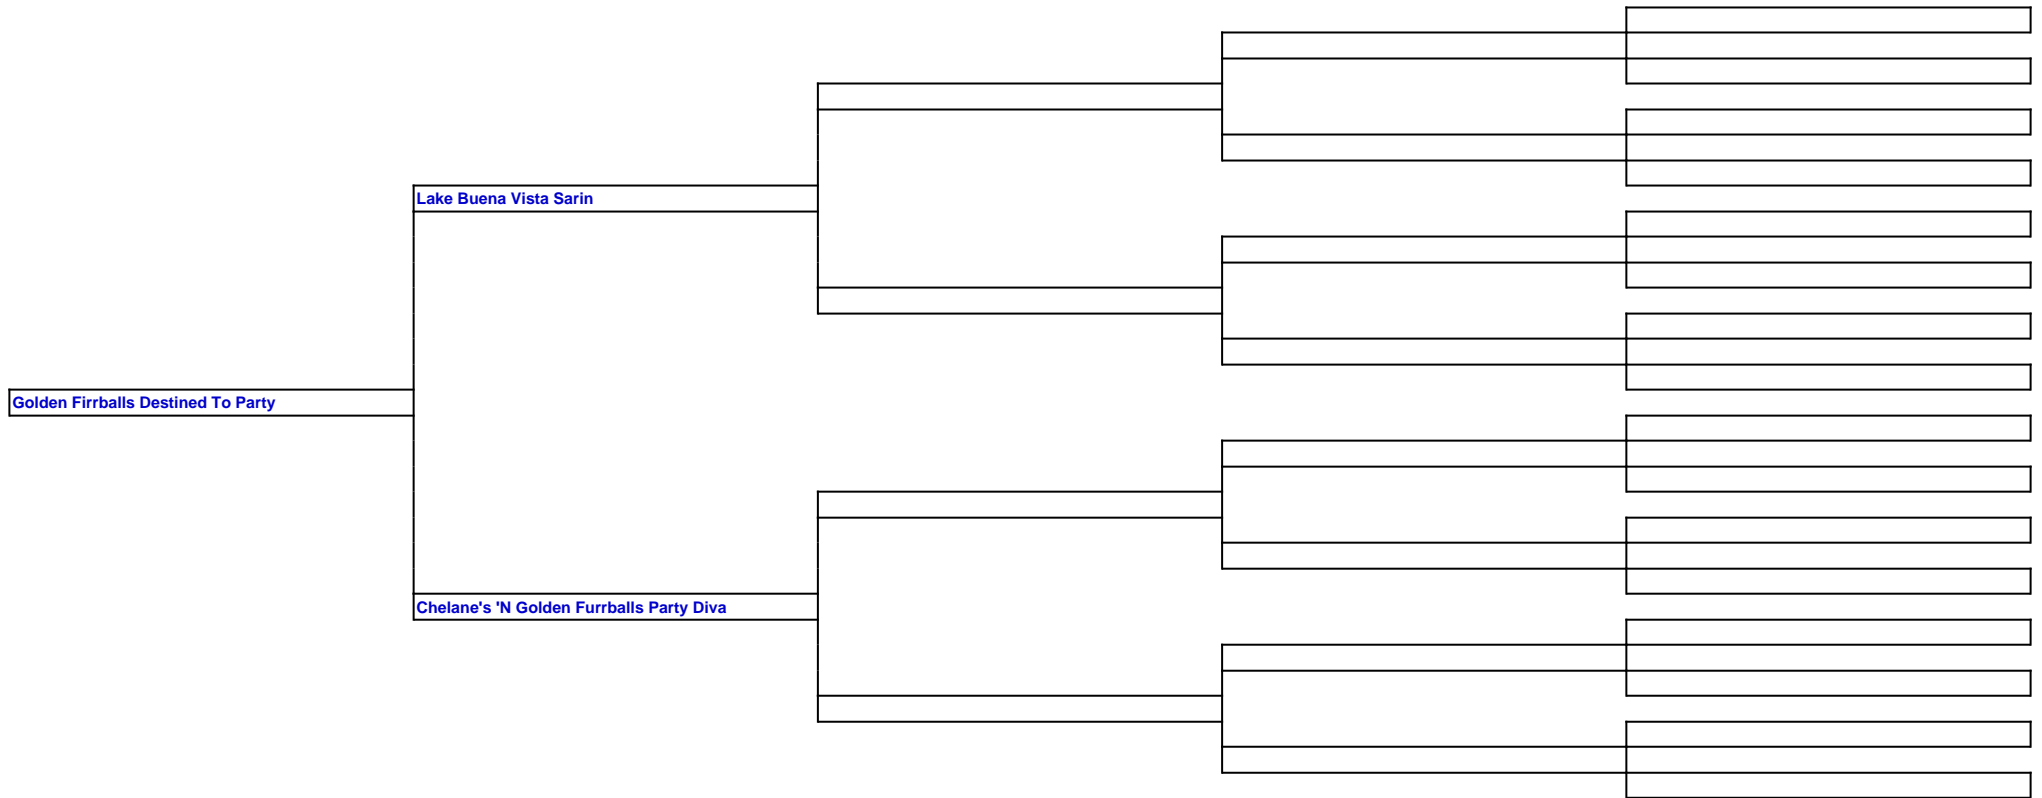 Lake Buena Vista Sarin
Golden Firrballs Destined To Party
Chelane's 'N Golden Furrballs Party Diva